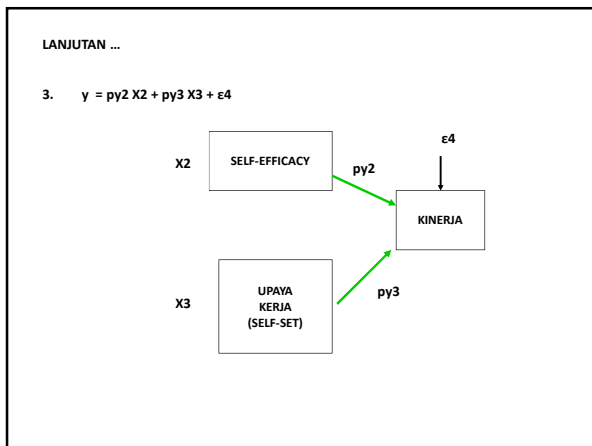 LANJUTAN ...
3. y = py2 X2 + py3 X3 + ε4
ε4
X2
SELF-EFFICACY
py2
KINERJA
X3
UPAYA
KERJA
(SELF-SET)
py3